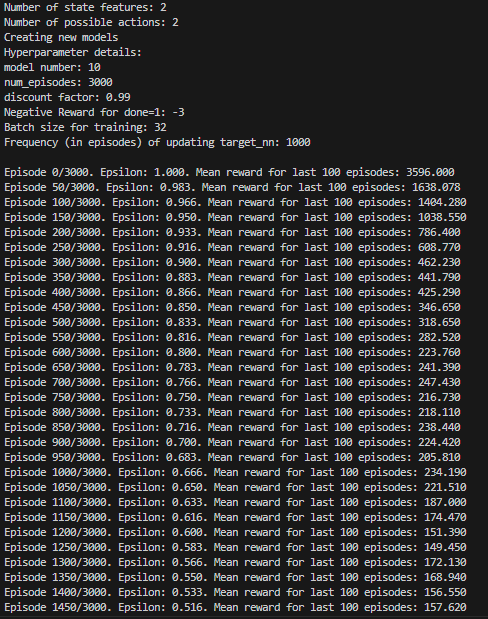 Number of state features: 2
Number of possible actions: 2
Creating new models
Hyperparameter details:
model number: 10
num_episodes: 3000
discount factor: 0.99
Negative Reward for done=1: -3
Batch size for training: 32
Frequency (in episodes) of updating target_nn: 1000
Episode 0/3000. Epsilon: 1.000. Mean reward for last 100 episodes: 3596.000
Episode 50/3000. Epsilon: 0.983. Mean reward for last 100 episodes: 1638.078
Episode 100/3000. Epsilon: 0.966. Mean reward for last 100 episodes: 1404.280
Episode 150/3000. Epsilon: 0.950. Mean reward for last 100 episodes: 1038.550
Episode 200/3000. Epsilon: 0.933. Mean reward for last 100 episodes: 786.400
Episode 250/3000. Epsilon: 0.916. Mean reward for last 100 episodes: 608.770
Episode 300/3000. Epsilon: 0.900. Mean reward for last 100 episodes: 462.230
Episode 350/3000. Epsilon: 0.883. Mean reward for last 100 episodes: 441.790
Episode 400/3000. Epsilon: 0.866. Mean reward for last 100 episodes: 425.290
Episode 450/3000. Epsilon: 0.850. Mean reward for last 100 episodes: 346.650
Episode 500/3000. Epsilon: 0.833. Mean reward for last 100 episodes: 318.650
Episode 550/3000. Epsilon: 0.816. Mean reward for last 100 episodes: 282.520
Episode 600/3000. Epsilon: 0.800. Mean reward for last 100 episodes: 223.760
Episode 650/3000. Epsilon: 0.783. Mean reward for last 100 episodes: 241.390
Episode 700/3000. Epsilon: 0.766. Mean reward for last 100 episodes: 247.430
Episode 750/3000. Epsilon: 0.750. Mean reward for last 100 episodes: 216.730
Episode 800/3000. Epsilon: 0.733. Mean reward for last 100 episodes: 218.110
Episode 850/3000. Epsilon: 0.716. Mean reward for last 100 episodes: 238.440
Episode 900/3000. Epsilon: 0.700. Mean reward for last 100 episodes: 224.420
Episode 950/3000. Epsilon: 0.683. Mean reward for last 100 episodes: 205.810
Episode 1000/3000. Epsilon: 0.666. Mean reward for last 100 episodes: 234.190
Episode 1050/3000. Epsilon: 0.650. Mean reward for last 100 episodes: 221.510
Episode 1100/3000. Epsilon: 0.633. Mean reward for last 100 episodes: 187.000
Episode 1150/3000. Epsilon: 0.616. Mean reward for last 100 episodes: 174.470
Episode 1200/3000. Epsilon: 0.600. Mean reward for last 100 episodes: 151.390
Episode 1250/3000. Epsilon: 0.583. Mean reward for last 100 episodes: 149.450
Episode 1300/3000. Epsilon: 0.566. Mean reward for last 100 episodes: 172.130
Episode 1350/3000. Epsilon: 0.550. Mean reward for last 100 episodes: 168.940
Episode 1400/3000. Epsilon: 0.533. Mean reward for last 100 episodes: 156.550
Episode 1450/3000. Epsilon: 0.516. Mean reward for last 100 episodes: 157.620